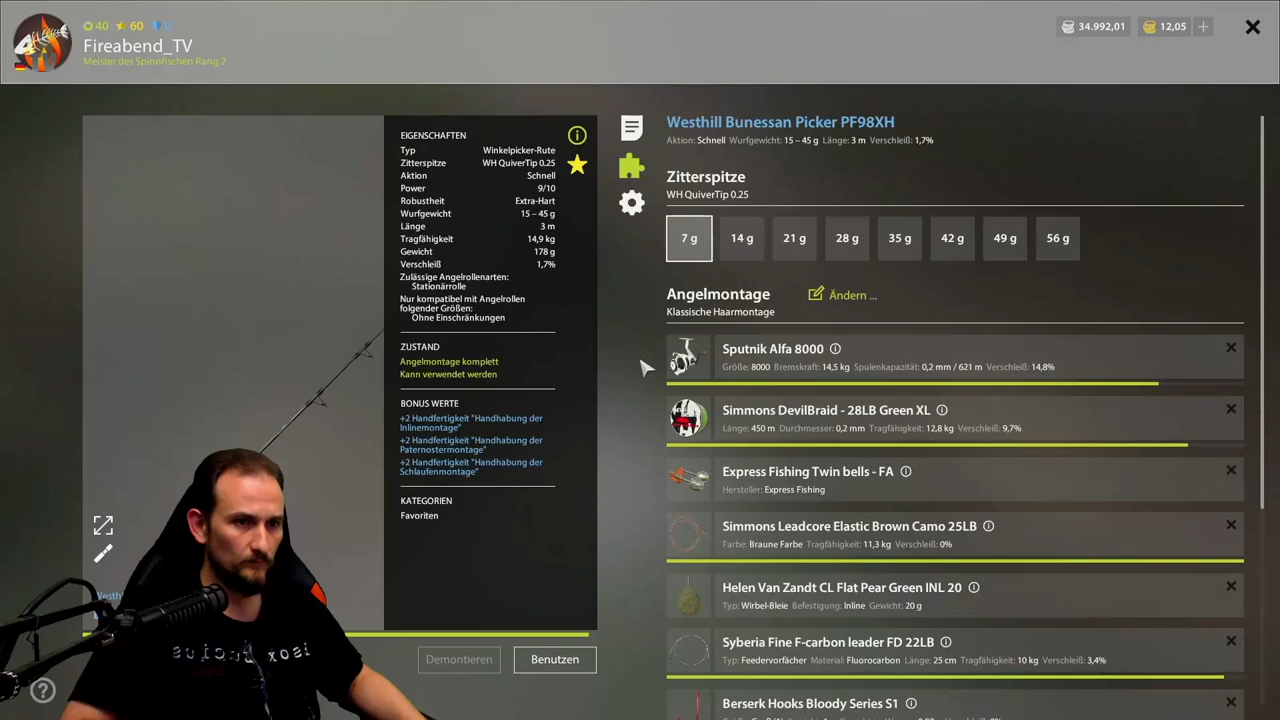 40 60
Fireabend_TV
Meister des Spinnfischen Rang 2
34.992,01 12,05
EIGENSCHAFTEN
Typ Winkelpicker-Rute
Zitterspitze WH QuiverTip 0.25
Aktion Schnell
Power 9/10
Robustheit Extra-Hart
Wurfgewicht 15 – 45 g
Länge 3 m
Tragfähigkeit 14,9 kg
Gewicht 178 g
Verschleiß 1,7%
Zulässige Angelrollenarten:
Stationärrolle
Nur kompatibel mit Angelrollen
folgender Größen:
Ohne Einschränkungen
ZUSTAND
Angelmontage komplett
Kann verwendet werden
BONUS WERTE
+2 Handfertigkeit "Handhabung der
Inlinemontage"
+2 Handfertigkeit "Handhabung der
Paternostermontage"
+2 Handfertigkeit "Handhabung der
Schlaufenmontage"
KATEGORIEN
Favoriten
Demontieren
Benutzen
Westhill Bunessan Picker PF98XH
Aktion: Schnell Wurfgewicht: 15 – 45 g Länge: 3 m Verschleiß: 1,7%
Zitterspitze
WH QuiverTip 0.25
7 g 14 g 21 g 28 g 35 g 42 g 49 g 56 g
Angelmontage Ändern ...
Klassische Haarmontage
Sputnik Alfa 8000
Größe: 8000 Bremskraft: 14,5 kg Spulenkapazität: 0,2 mm / 621 m Verschleiß: 14,8%
Simmons DevilBraid - 28LB Green XL
Länge: 450 m Durchmesser: 0,2 mm Tragfähigkeit: 12,8 kg Verschleiß: 9,7%
Express Fishing Twin bells - FA
Hersteller: Express Fishing
Simmons Leadcore Elastic Brown Camo 25LB
Farbe: Braune Farbe Tragfähigkeit: 11,3 kg Verschleiß: 0%
Helen Van Zandt CL Flat Pear Green INL 20
Typ: Wirbel-Bleie Befestigung: Inline Gewicht: 20 g
Syberia Fine F-carbon leader FD 22LB
Typ: Feedervorfächer Material: Fluorocarbon Länge: 25 cm Tragfähigkeit: 10 kg Verschleiß: 3,4%
Berserk Hooks Bloody Series S1